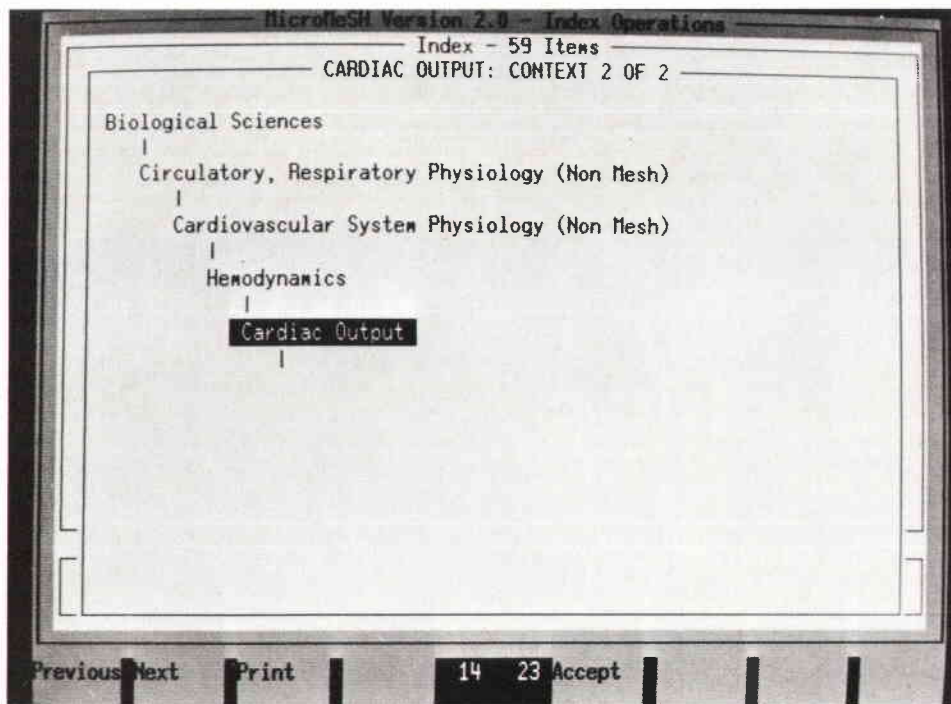 MicroMeSH Version 2.0 - Index Operations
Index - 59 Items
CARDIAC OUTPUT: CONTEXT 2 OF 2
Biological Sciences
Circulatory, Respiratory Physiology (Non Mesh)
Cardiovascular System Physiology (Non Mesh)
Hemodynamics
Cardiac Output
Previous Next Print 14 23 Accept